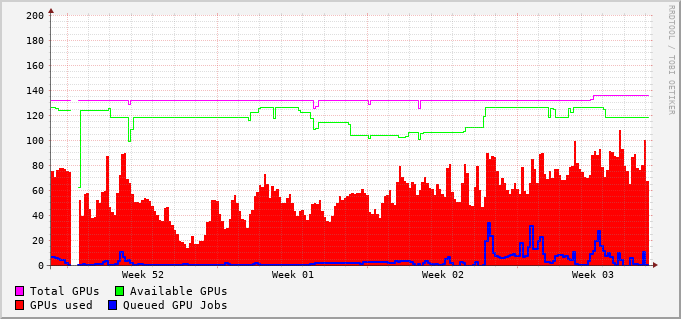 200
180
160
140
120
100
80
60
40
20
0
Week 52 Week 01 Week 02 Week 03
Total GPUs Available GPUs
GPUs used Queued GPU Jobs
RRDTOOL / TOBI OETIKER